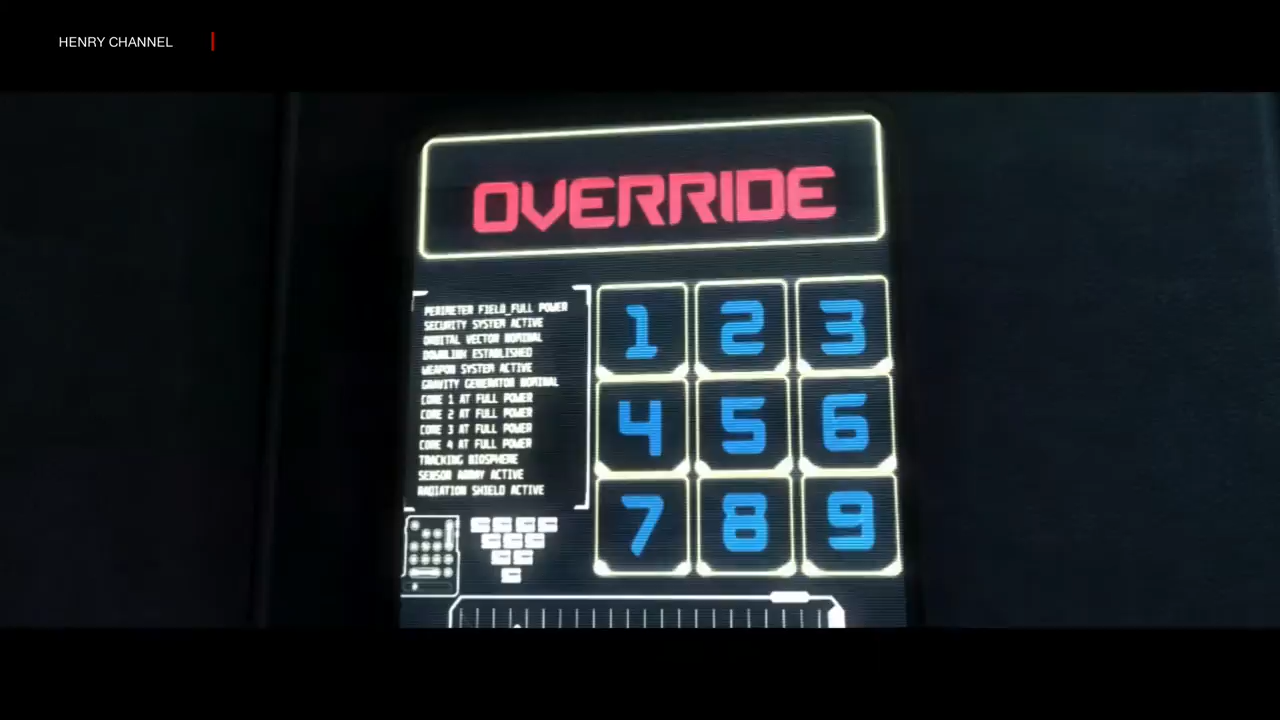 HENRY CHANNEL
OVERRIDE
PERIMETER FIELD_FULL POWER
SECURITY SYSTEM ACTIVE
ORBITAL VECTOR NOMINAL
DOWNLINK ESTABLISHED
WEAPON SYSTEM ACTIVE
GRAVITY GENERATOR NOMINAL
CORE 1 AT FULL POWER
CORE 2 AT FULL POWER
CORE 3 AT FULL POWER
CORE 4 AT FULL POWER
TRACKING BIOSPHERE
SENSOR ARRAY ACTIVE
RADIATION SHIELD ACTIVE
1 2 3
4 5 6
7 8 9